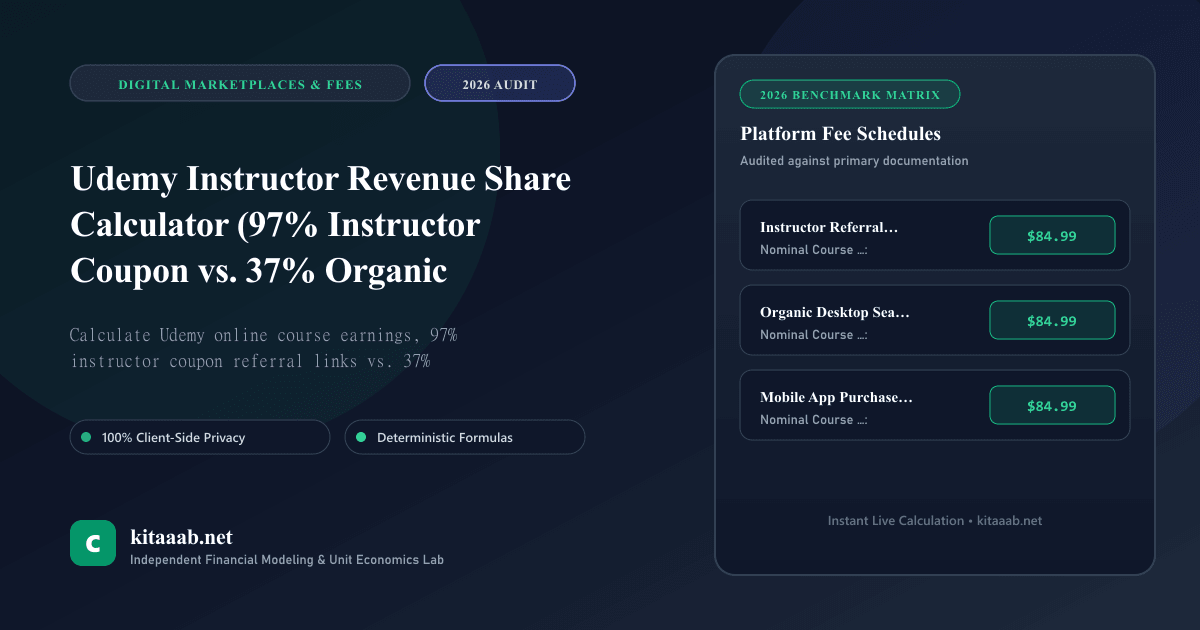 DIGITAL MARKETPLACES & FEES
2026 AUDIT
Udemy Instructor Revenue Share
Calculator (97% Instructor
Coupon vs. 37% Organic
Calculate Udemy online course earnings, 97%
instructor coupon referral links vs. 37%
100% Client-Side Privacy
Deterministic Formulas
C
kitaaab.net
Independent Financial Modeling & Unit Economics Lab
2026 BENCHMARK MATRIX
Platform Fee Schedules
Audited against primary documentation
Instructor Referral…
Nominal Course …:
$84.99
Organic Desktop Sea…
Nominal Course …:
$84.99
Mobile App Purchase…
Nominal Course …:
$84.99
Instant Live Calculation • kitaaab.net